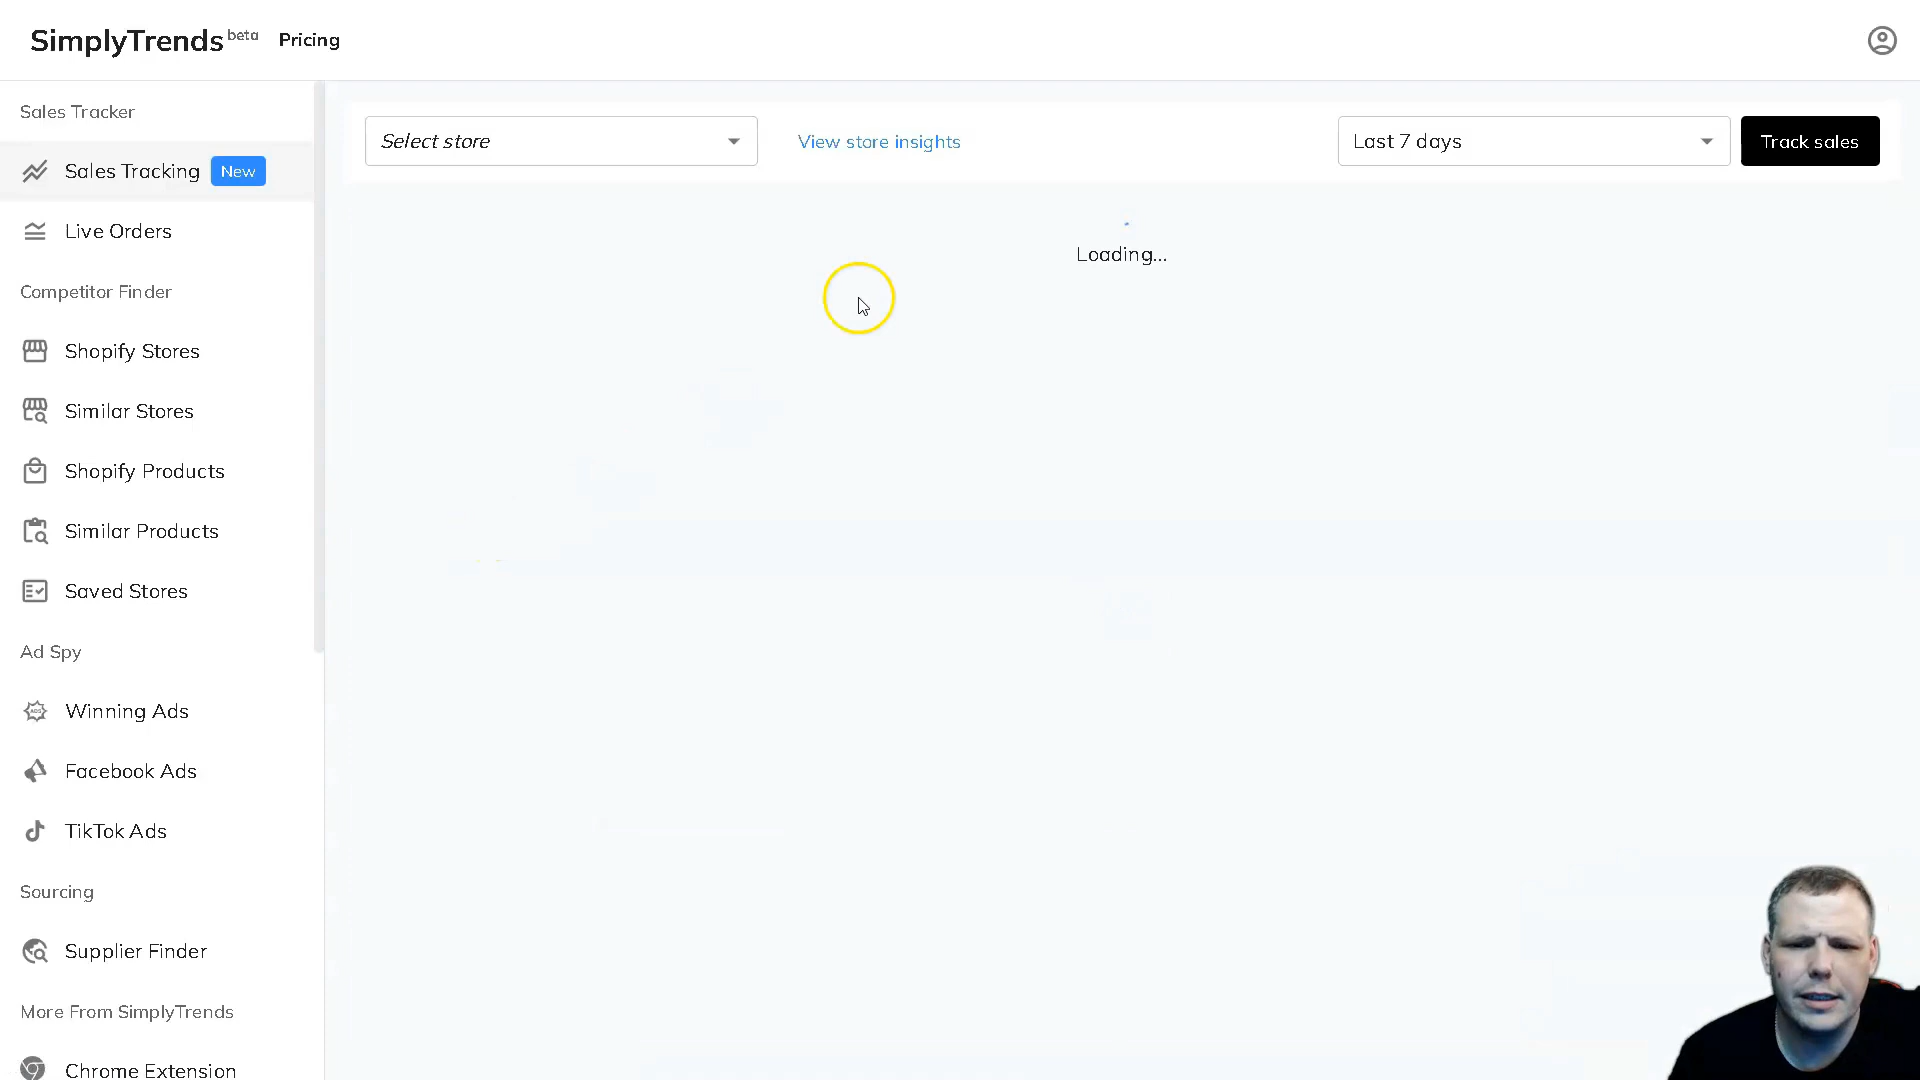 SimplyTrends beta Pricing
Sales Tracker
Select store
View store insights
Last 7 days
Track sales
Sales Tracking New
Live Orders
Loading...
Competitor Finder
Shopify Stores
Similar Stores
Shopify Products
Similar Products
Saved Stores
Ad Spy
Winning Ads
Facebook Ads
TikTok Ads
Sourcing
Supplier Finder
More From SimplyTrends
Chrome Extension